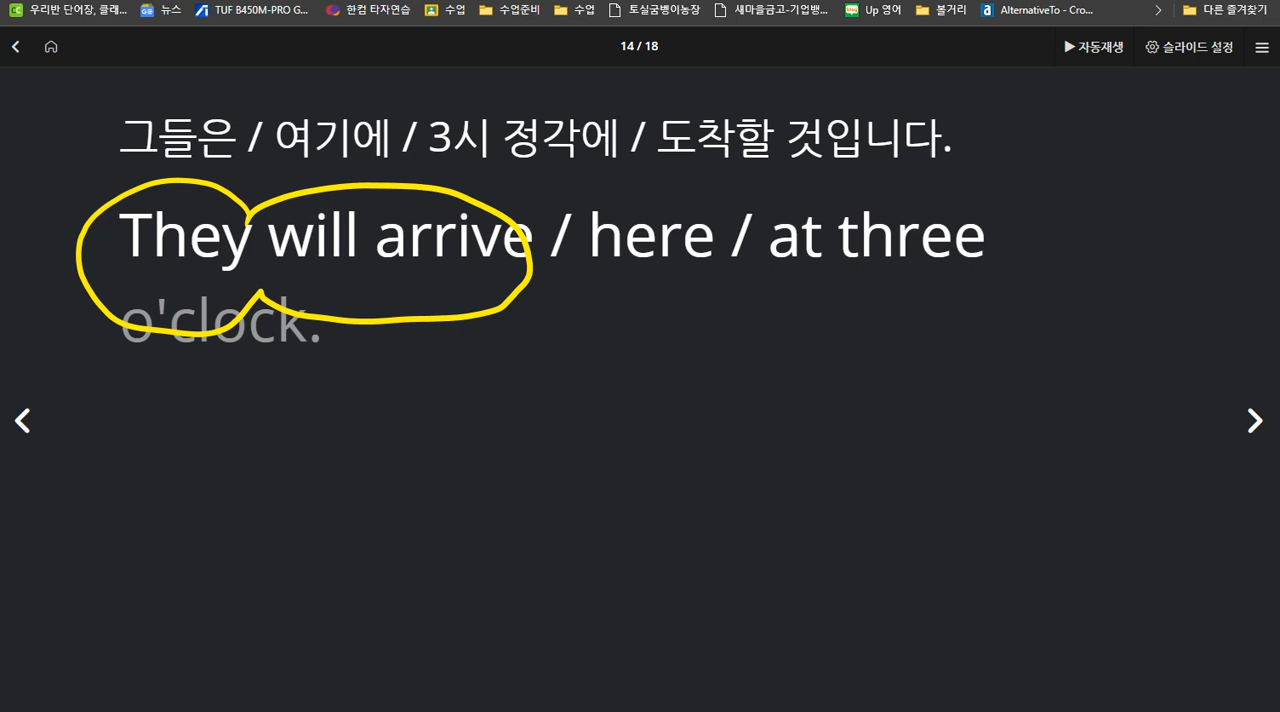 우리반 단어장, 클래... 뉴스 TUF B450M-PRO G... 한컴 타자연습 수업 수업준비 수업 토실굼벵이농장 새마을금고-기업뱅... Up 영어 볼거리 AlternativeTo - Cro... 다른 즐겨찾기
14 / 18 자동재생 슬라이드 설정
그들은 / 여기에 / 3시 정각에 / 도착할 것입니다.
They will arrive / here / at three
o'clock.